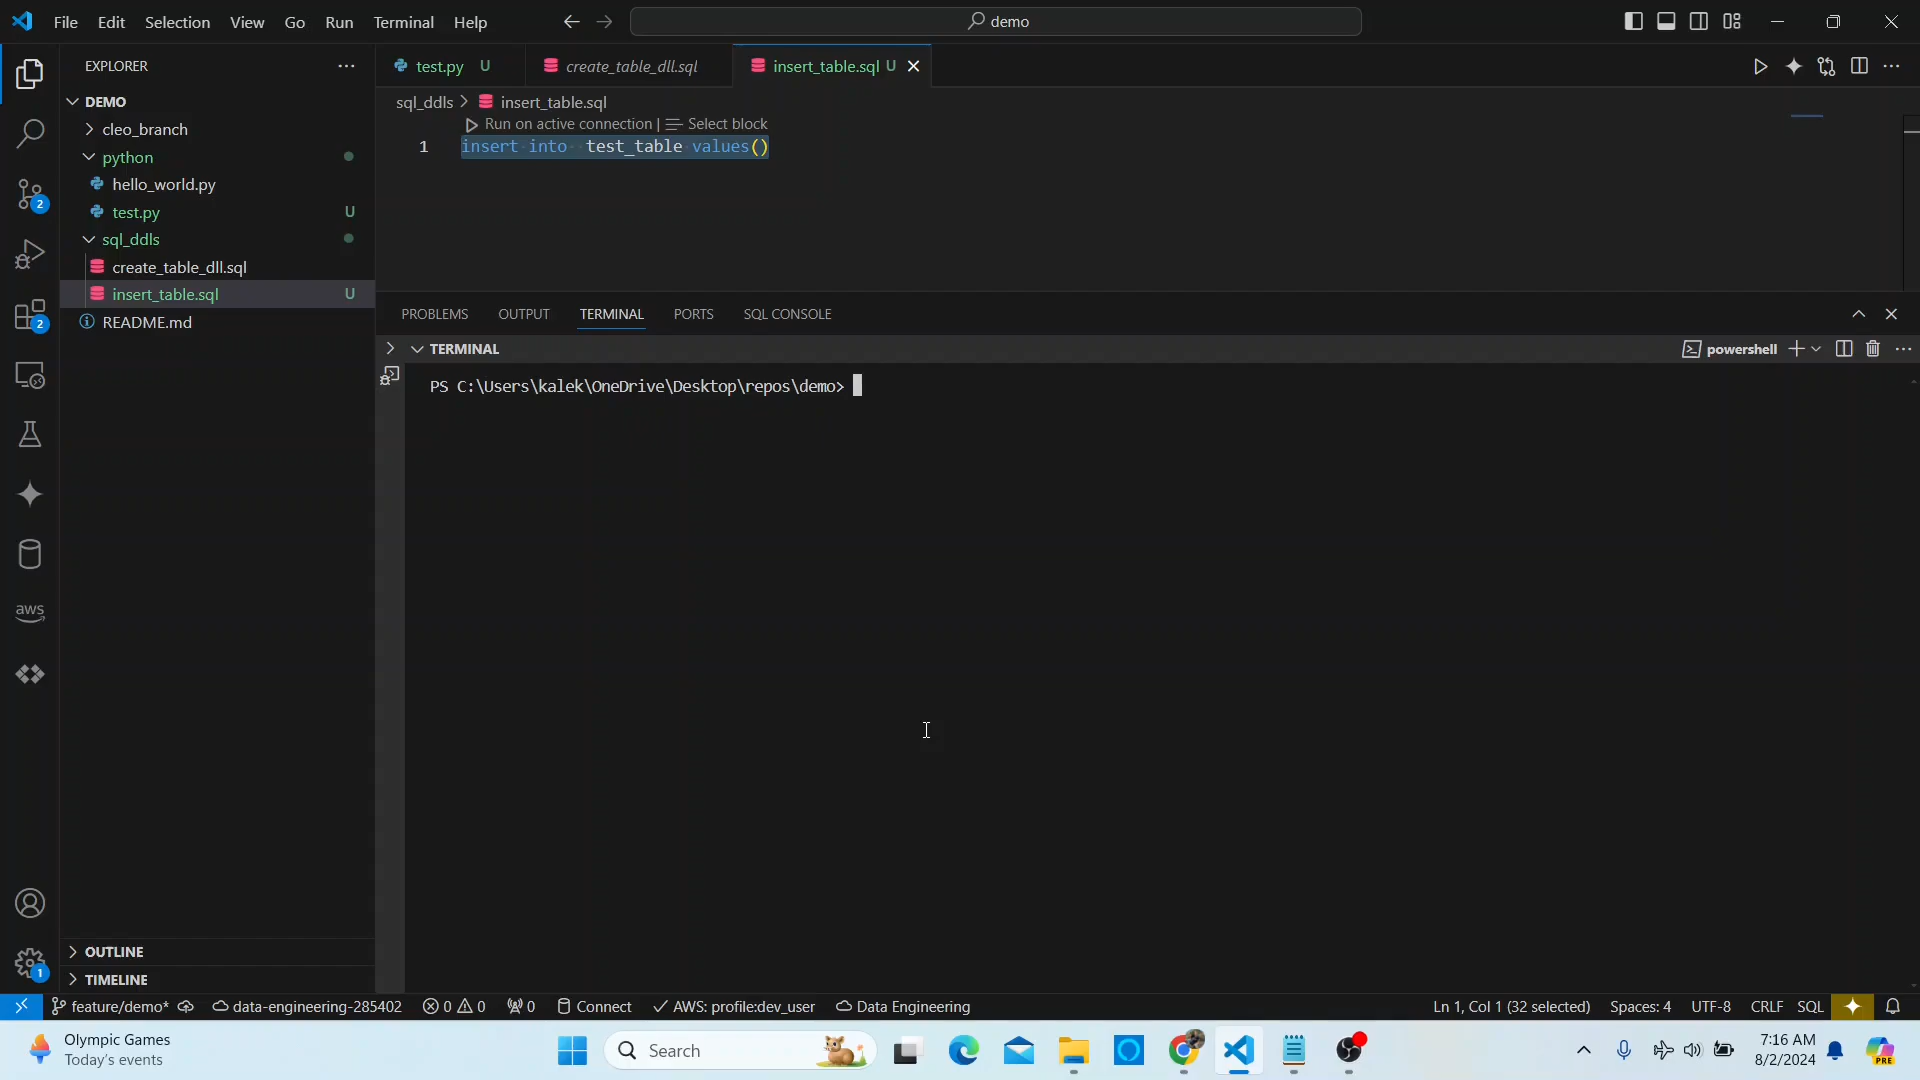 File Edit Selection View Go Run Terminal Help
demo
EXPLORER
DEMO
cleo_branch
python
hello_world.py
test.py U
sql_ddls
create_table_dll.sql
insert_table.sql U
README.md
OUTLINE
TIMELINE
2
2
aws
1
test.py U
create_table_dll.sql
insert_table.sql U
sql_ddls > insert_table.sql
Run on active connection | Select block
1 insert into  test_table values()
PROBLEMS OUTPUT TERMINAL PORTS SQL CONSOLE
TERMINAL
powershell
PS C:\Users\kalek\OneDrive\Desktop\repos\demo>
feature/demo* data-engineering-285402 0 0 0 Connect AWS: profile:dev_user Data Engineering
Ln 1, Col 1 (32 selected) Spaces: 4 UTF-8 CRLF SQL
Olympic Games
Today's events
Search
7:16 AM
8/2/2024
PRE